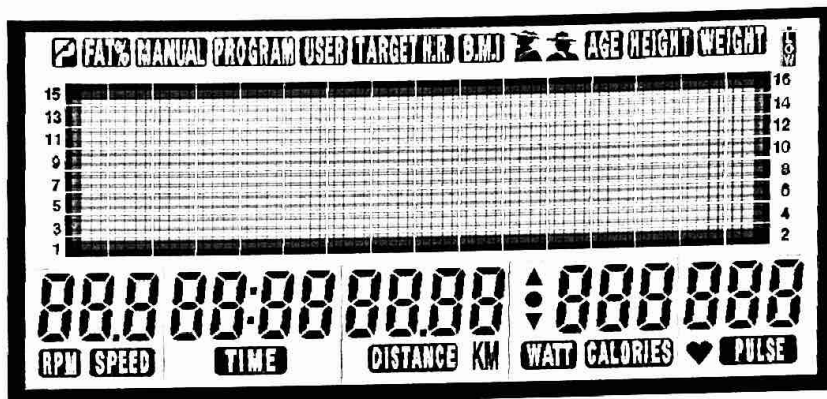 P FAT% MANUAL PROGRAM USER TARGET H.R. B.M.I AGE HEIGHT WEIGHT LOW
15 16
13 14
11 12
9 10
7 8
5 6
3 4
1 2
88.8 88:88 88.88 888 888
RPM SPEED TIME DISTANCE KM WATT CALORIES PULSE